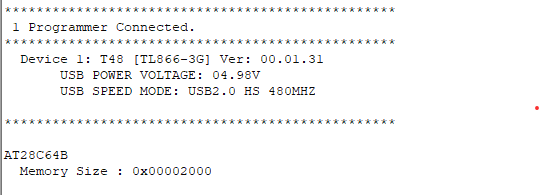 *************************************************
1 Programmer Connected.
*************************************************
Device 1: T48 [TL866-3G] Ver: 00.01.31
USB POWER VOLTAGE: 04.98V
USB SPEED MODE: USB2.0 HS 480MHZ
*************************************************
AT28C64B
Memory Size : 0x00002000